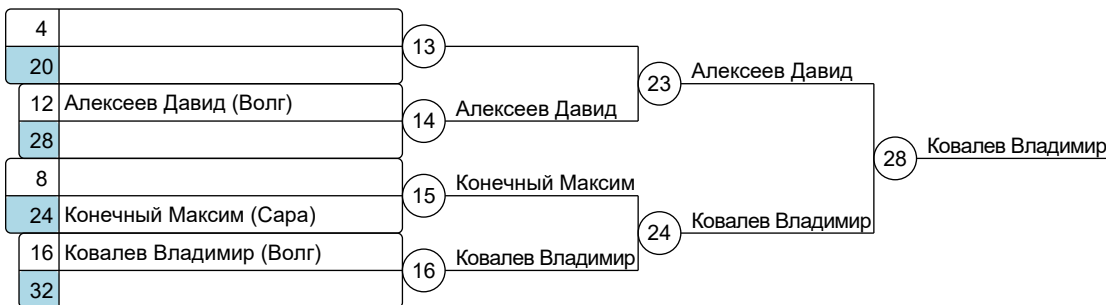 4
13
20
23 Алексеев Давид
12 Алексеев Давид (Волг)
14 Алексеев Давид
28
28 Ковалев Владимир
8
15 Конечный Максим
24 Конечный Максим (Сара)
24 Ковалев Владимир
16 Ковалев Владимир (Волг)
16 Ковалев Владимир
32